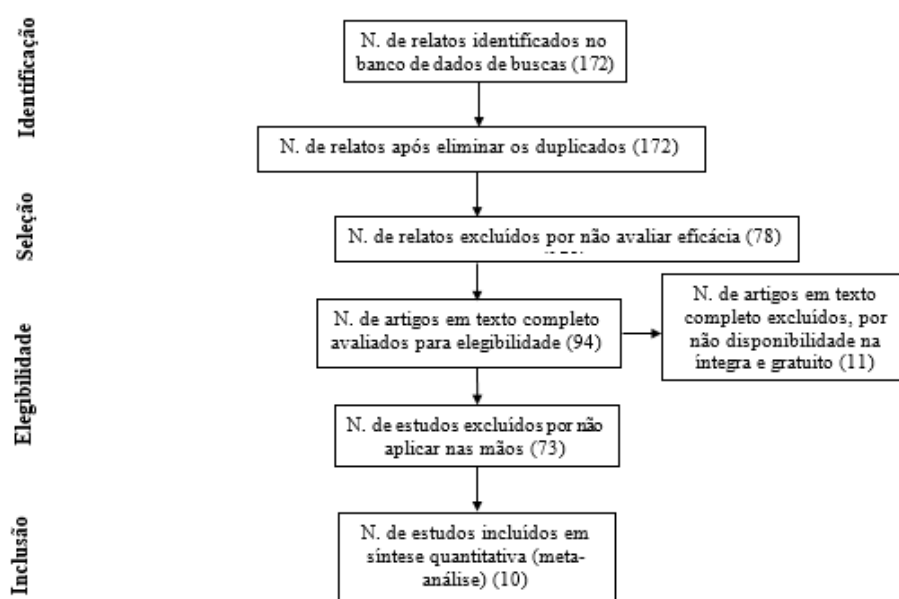 Identificação
N. de relatos identificados no
banco de dados de buscas (172)
N. de relatos após eliminar os duplicados (172)
Seleção
N. de relatos excluídos por não avaliar eficácia (78)
Elegibilidade
N. de artigos em texto completo
avaliados para elegibilidade (94)
N. de artigos em texto
completo excluídos, por
não disponibilidade na
íntegra e gratuito (11)
N. de estudos excluídos por não
aplicar nas mãos (73)
Inclusão
N. de estudos incluídos em
síntese quantitativa (meta-
análise) (10)